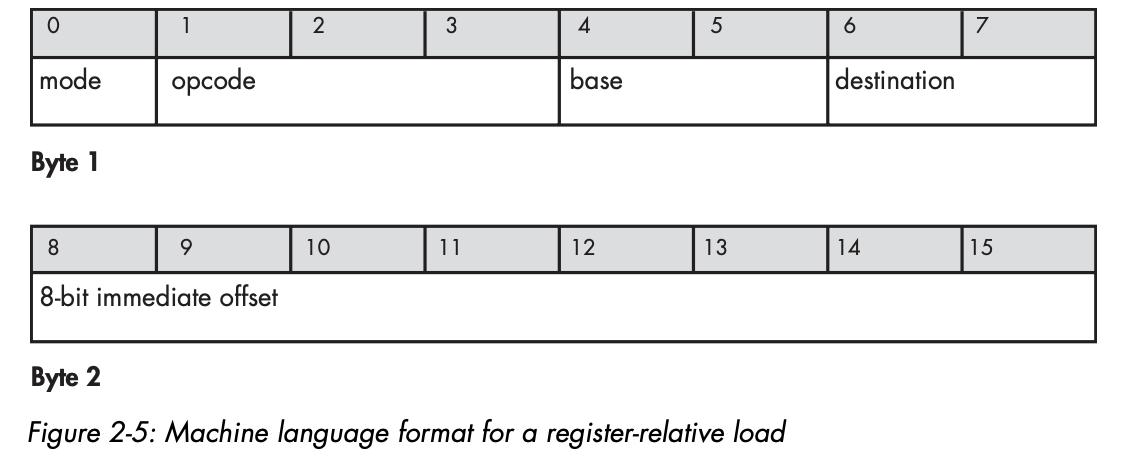 0 1 2 3 4 5 6 7
mode opcode base destination
Byte 1
8 9 10 11 12 13 14 15
8-bit immediate offset
Byte 2
Figure 2-5: Machine language format for a register-relative load